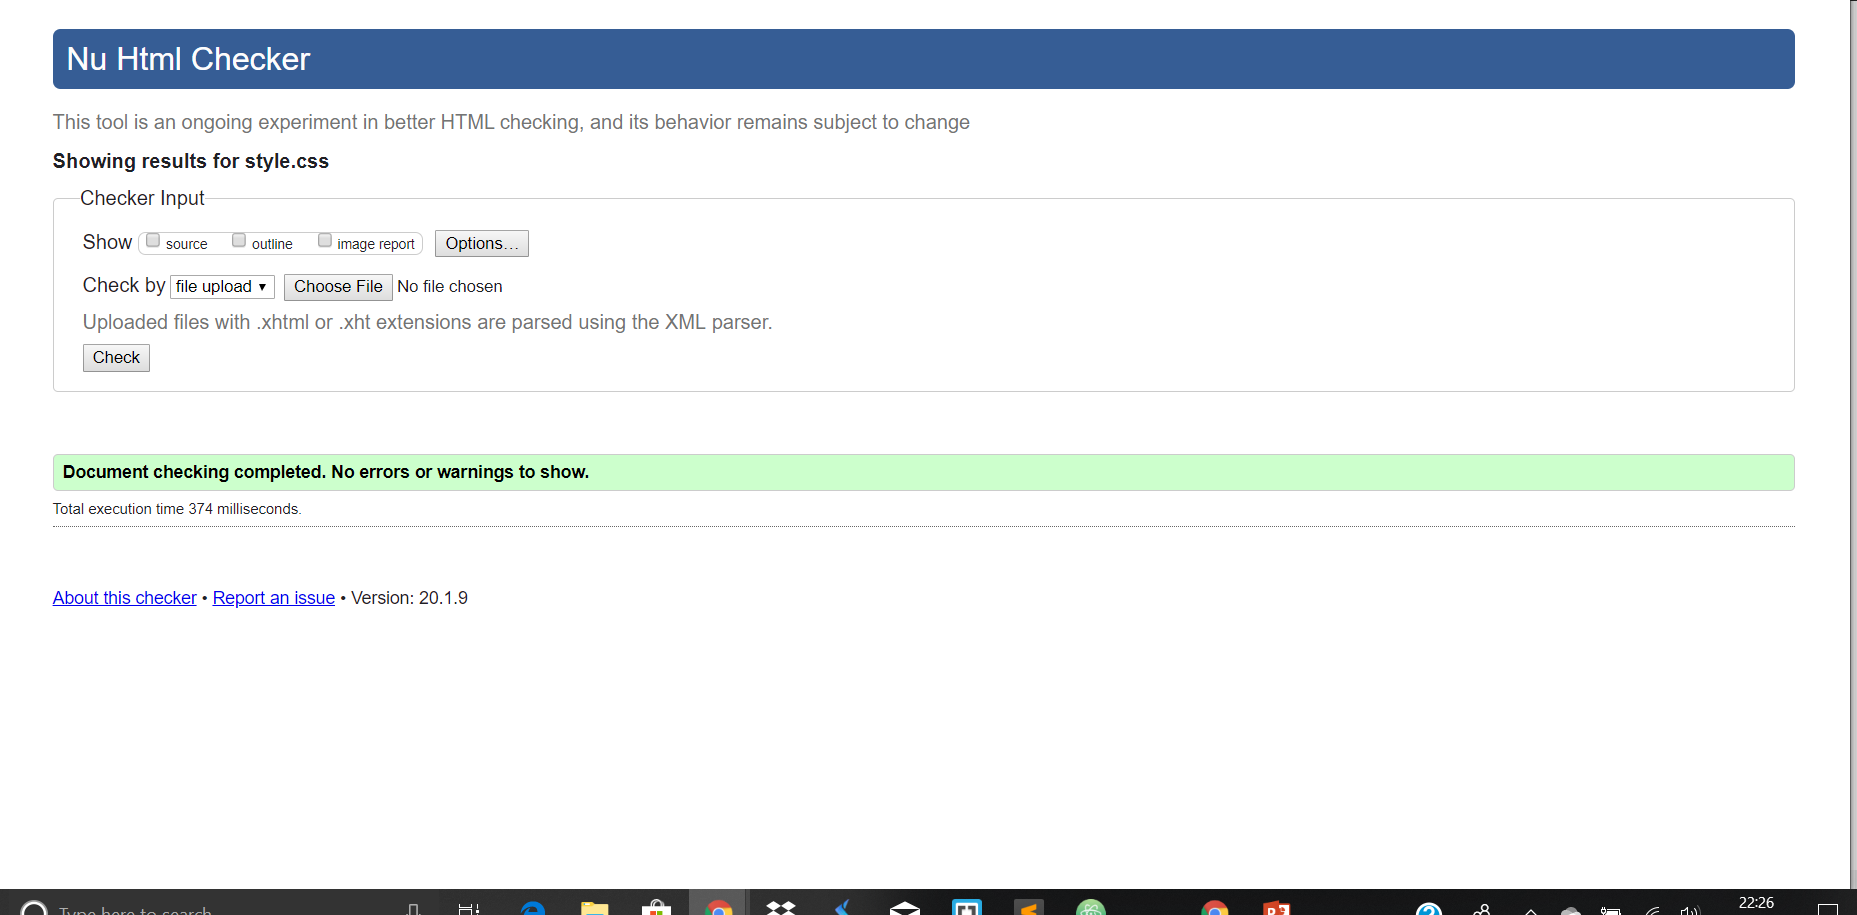 Nu Html Checker
This tool is an ongoing experiment in better HTML checking, and its behavior remains subject to change
Showing results for style.css
Checker Input
Show source outline image report Options...
Check by file upload Choose File No file chosen
Uploaded files with .xhtml or .xht extensions are parsed using the XML parser.
Check
Document checking completed. No errors or warnings to show.
Total execution time 374 milliseconds.
About this checker • Report an issue • Version: 20.1.9
Type here to search
22:26